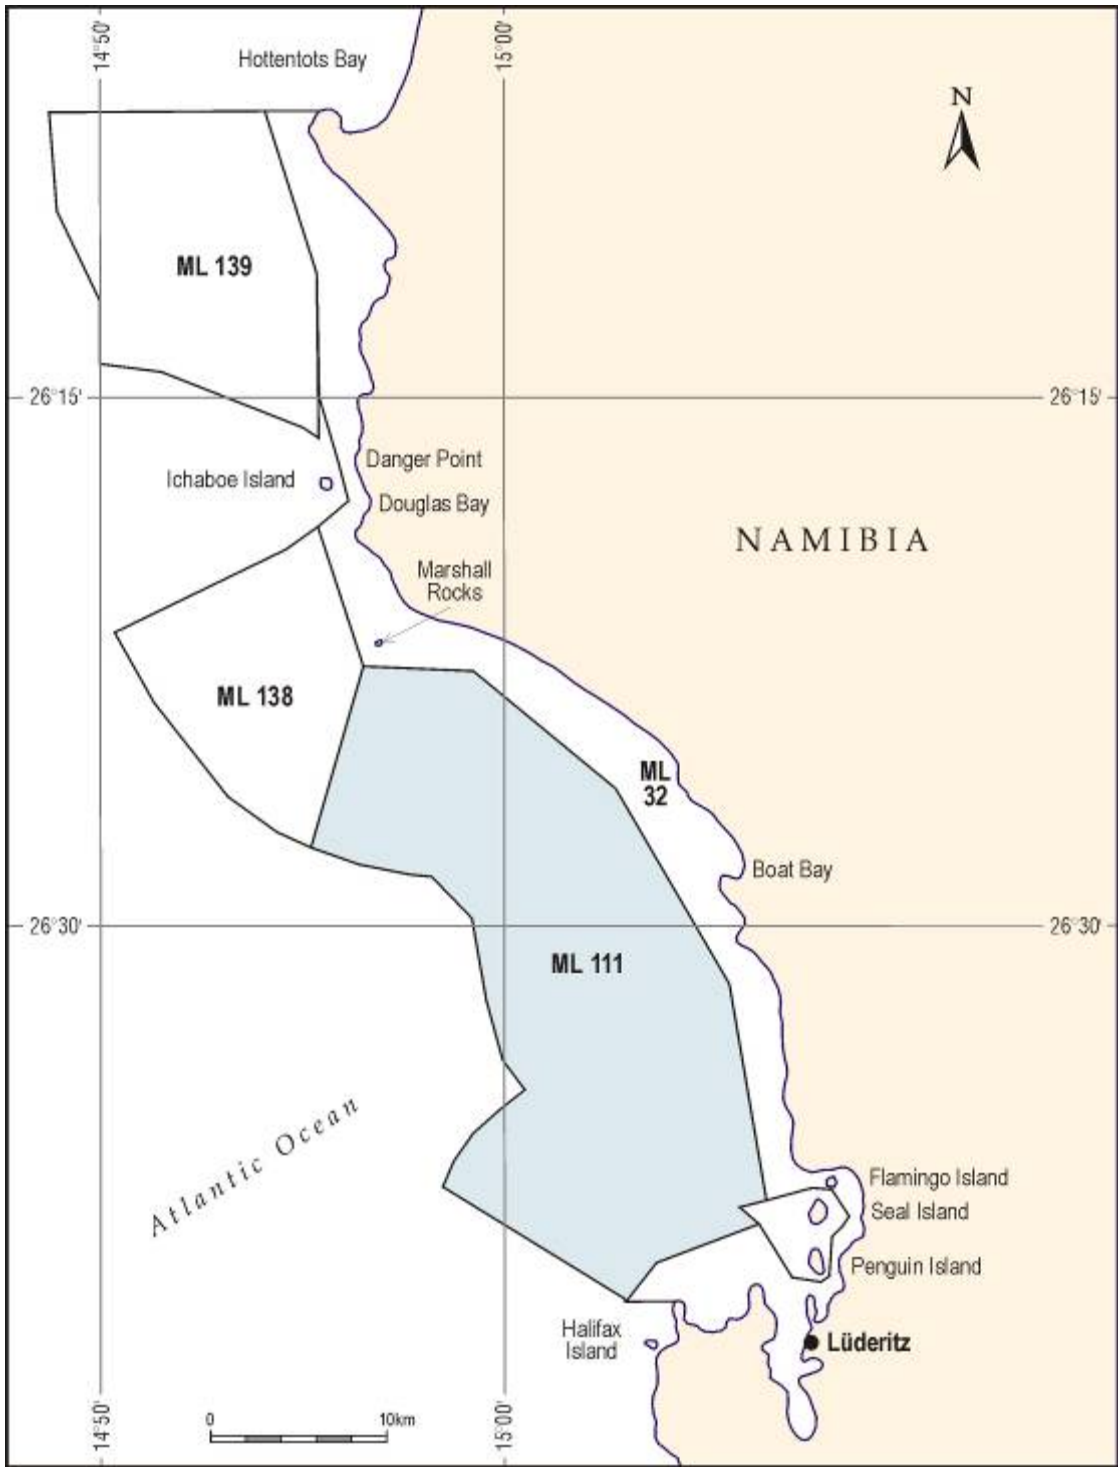 14°50'
15°00'
Hottentots Bay
N
ML 139
26°15'
26°15'
Danger Point
Ichaboe Island
Douglas Bay
NAMIBIA
Marshall
Rocks
ML 138
ML
32
Boat Bay
26°30'
26°30'
ML 111
Atlantic Ocean
Flamingo Island
Seal Island
Penguin Island
Halifax
Island
Lüderitz
0
10km
14°50'
15°00'